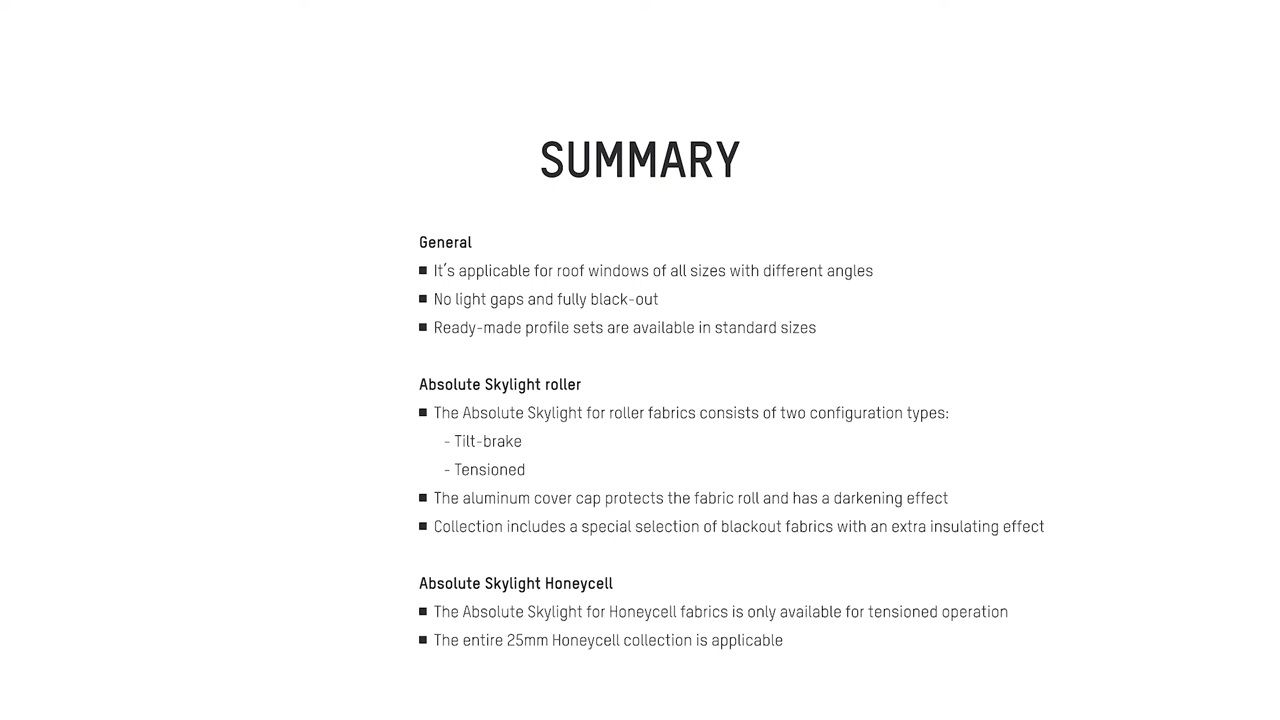 SUMMARY
General
■ It´s applicable for roof windows of all sizes with different angles
■ No light gaps and fully black-out
■ Ready-made profile sets are available in standard sizes
Absolute Skylight roller
■ The Absolute Skylight for roller fabrics consists of two configuration types:
- Tilt-brake
- Tensioned
■ The aluminum cover cap protects the fabric roll and has a darkening effect
■ Collection includes a special selection of blackout fabrics with an extra insulating effect
Absolute Skylight Honeycell
■ The Absolute Skylight for Honeycell fabrics is only available for tensioned operation
■ The entire 25mm Honeycell collection is applicable